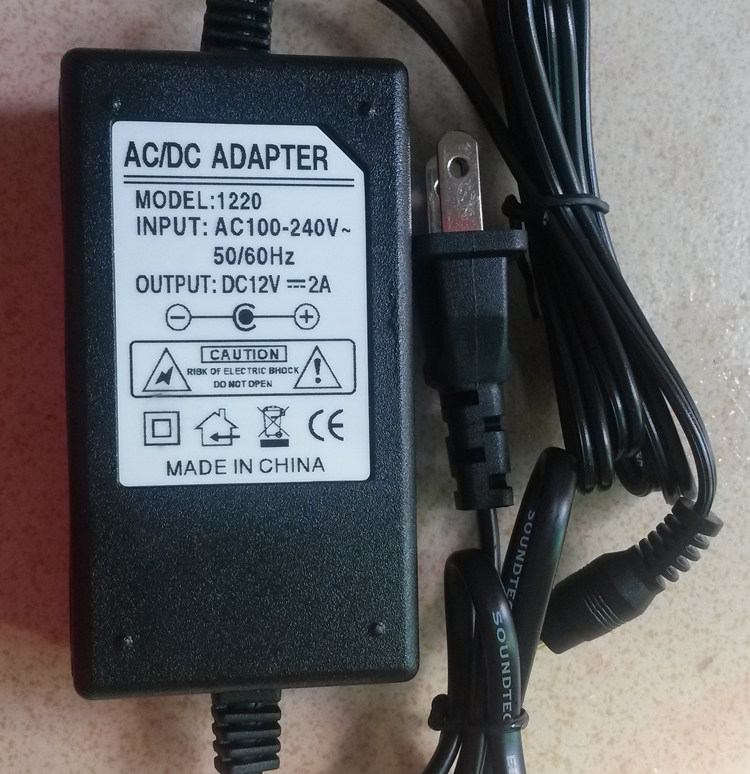 AC/DC ADAPTER
MODEL:1220
INPUT: AC100-240V~
50/60Hz
OUTPUT: DC12V ⎓2A
− +
CAUTION
RISK OF ELECTRIC SHOCK
DO NOT OPEN
CE
MADE IN CHINA
SOUNDTEC
SOUNDTEC